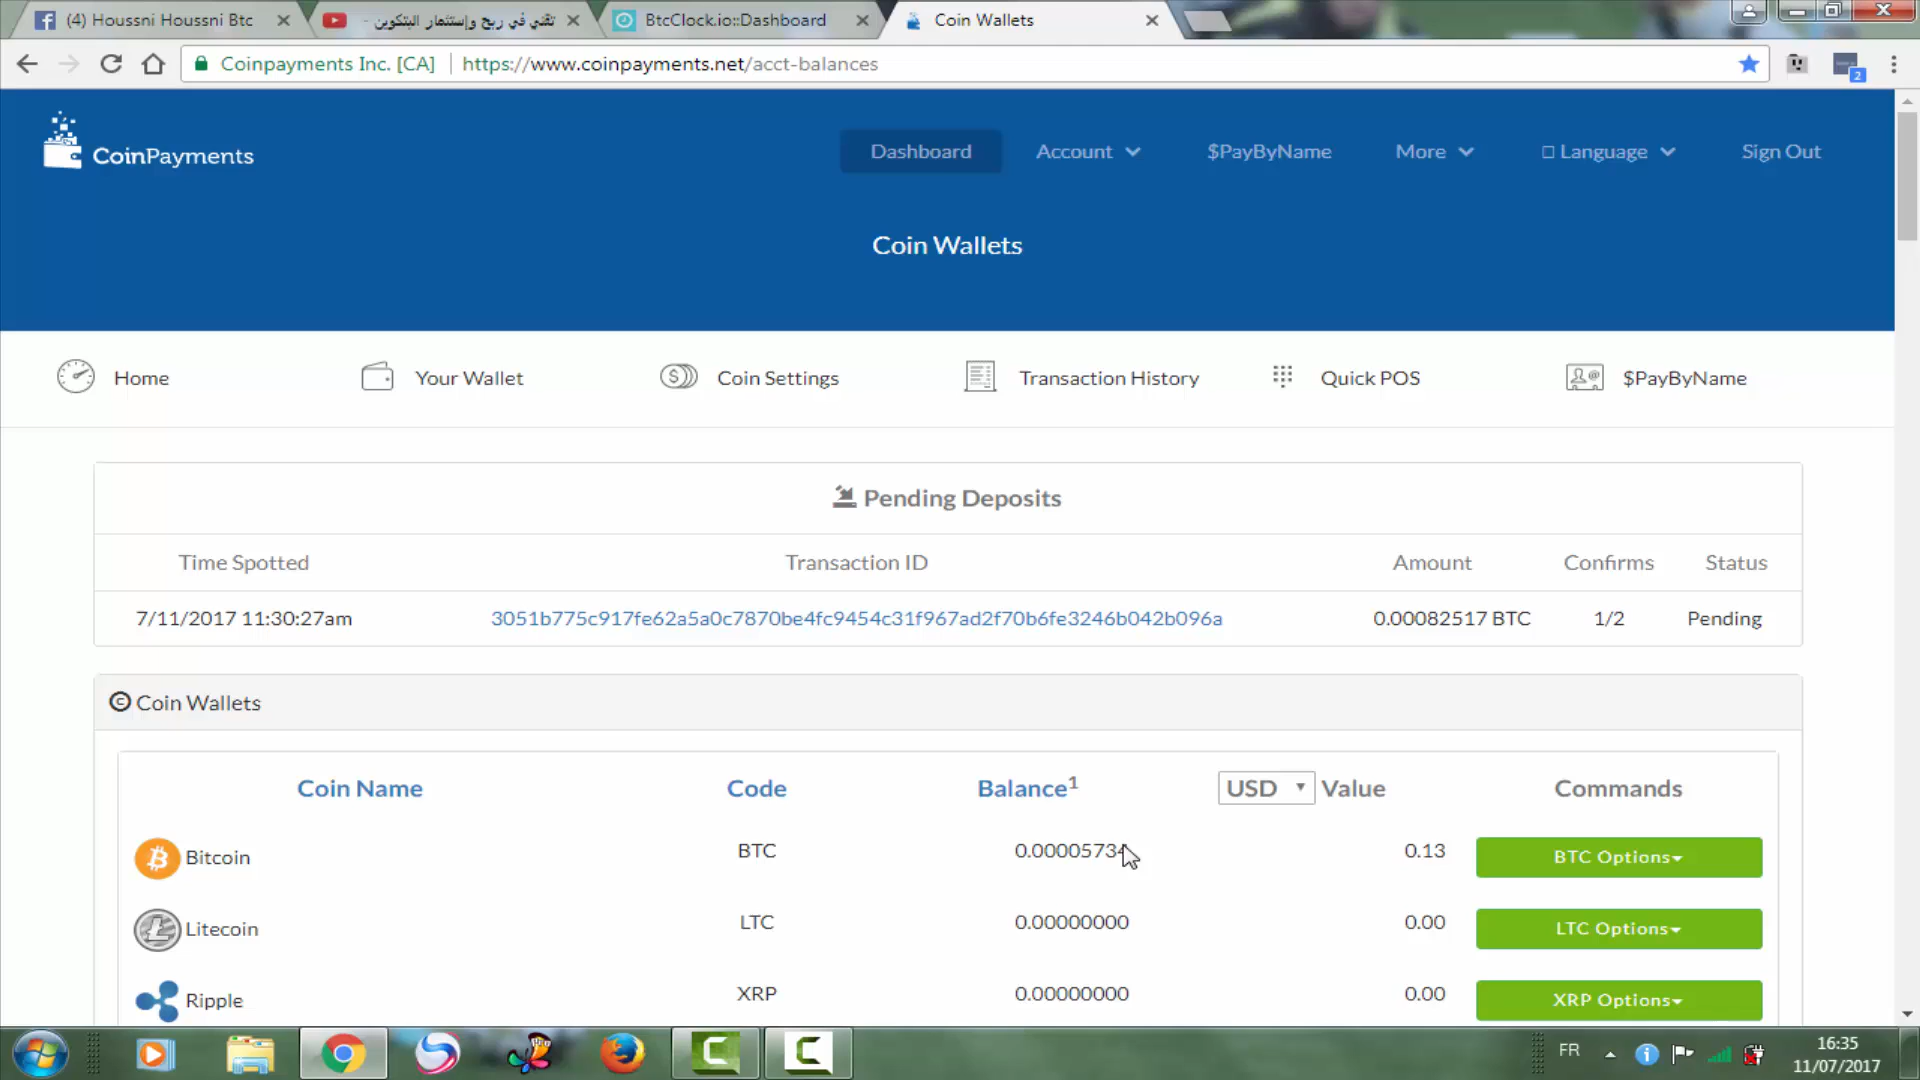 (4) Houssni Houssni Btc
تقني في ربح وإستثمار البتكوين -
BtcClock.io::Dashboard
Coin Wallets
Coinpayments Inc. [CA]
https://www.coinpayments.net/acct-balances
2
CoinPayments
Dashboard
Account
$PayByName
More
Language
Sign Out
Coin Wallets
Home
Your Wallet
Coin Settings
Transaction History
Quick POS
$PayByName
Pending Deposits
Time Spotted Transaction ID Amount Confirms Status
7/11/2017 11:30:27am 3051b775c917fe62a5a0c7870be4fc9454c31f967ad2f70b6fe3246b042b096a 0.00082517 BTC 1/2 Pending
Coin Wallets
Coin Name Code Balance1 USD Value Commands
Bitcoin BTC 0.00005734 0.13 BTC Options
Litecoin LTC 0.00000000 0.00 LTC Options
Ripple XRP 0.00000000 0.00 XRP Options
FR
16:35
11/07/2017